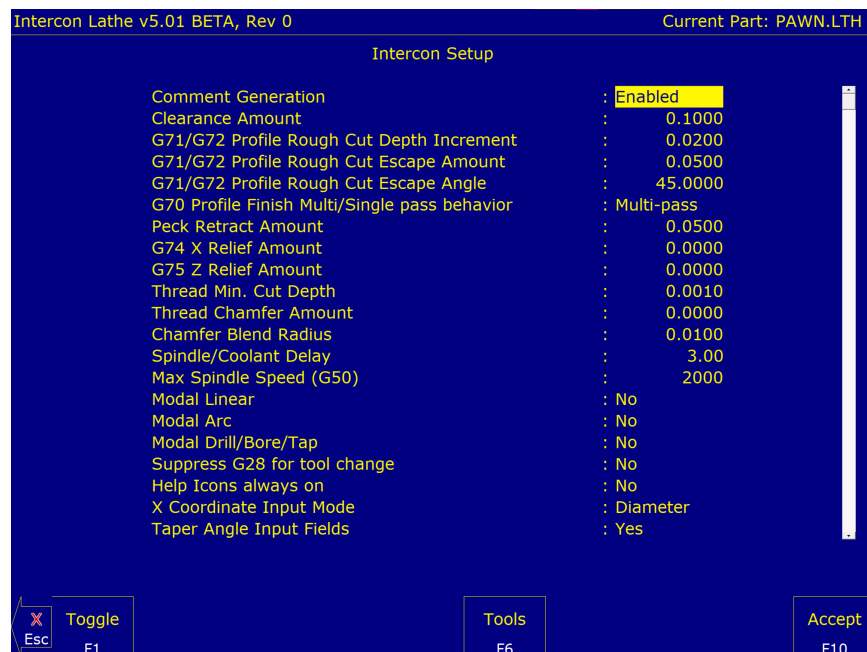 Intercon Lathe v5.01 BETA, Rev 0 Current Part: PAWN.LTH
Intercon Setup
Comment Generation : Enabled
Clearance Amount : 0.1000
G71/G72 Profile Rough Cut Depth Increment : 0.0200
G71/G72 Profile Rough Cut Escape Amount : 0.0500
G71/G72 Profile Rough Cut Escape Angle : 45.0000
G70 Profile Finish Multi/Single pass behavior : Multi-pass
Peck Retract Amount : 0.0500
G74 X Relief Amount : 0.0000
G75 Z Relief Amount : 0.0000
Thread Min. Cut Depth : 0.0010
Thread Chamfer Amount : 0.0000
Chamfer Blend Radius : 0.0100
Spindle/Coolant Delay : 3.00
Max Spindle Speed (G50) : 2000
Modal Linear : No
Modal Arc : No
Modal Drill/Bore/Tap : No
Suppress G28 for tool change : No
Help Icons always on : No
X Coordinate Input Mode : Diameter
Taper Angle Input Fields : Yes
X Toggle Tools Accept
Esc F1 F6 F10